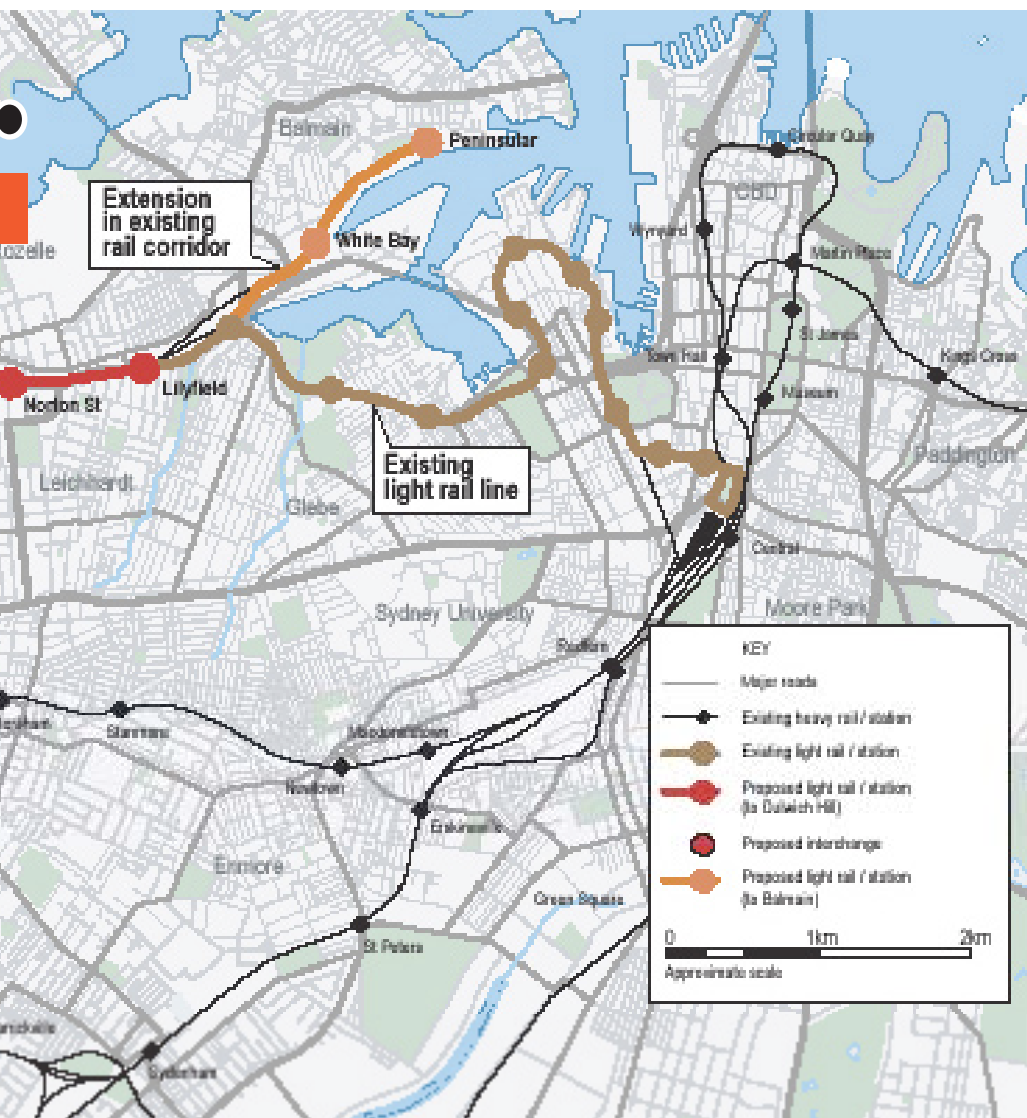 Balmain
Peninsular
Circular Quay
CBD
Extension
in existing
rail corridor
White Bay
Wynyard
Martin Place
ozelle
St James
Town Hall
Kings Cross
Lilyfield
Norton St
Museum
Existing
light rail line
Paddington
Leichhardt
Glebe
Central
Sydney University
Moore Park
Redfern
KEY
Major roads
Existing heavy rail / station
Existing light rail / station
Proposed light rail / station
(to Dulwich Hill)
Proposed interchange
Proposed light rail / station
(to Balmain)
0 1km 2km
Approximate scale
Stanmore
Macdonaldtown
Newtown
Erskineville
Enmore
Green Square
St Peters
Sydenham